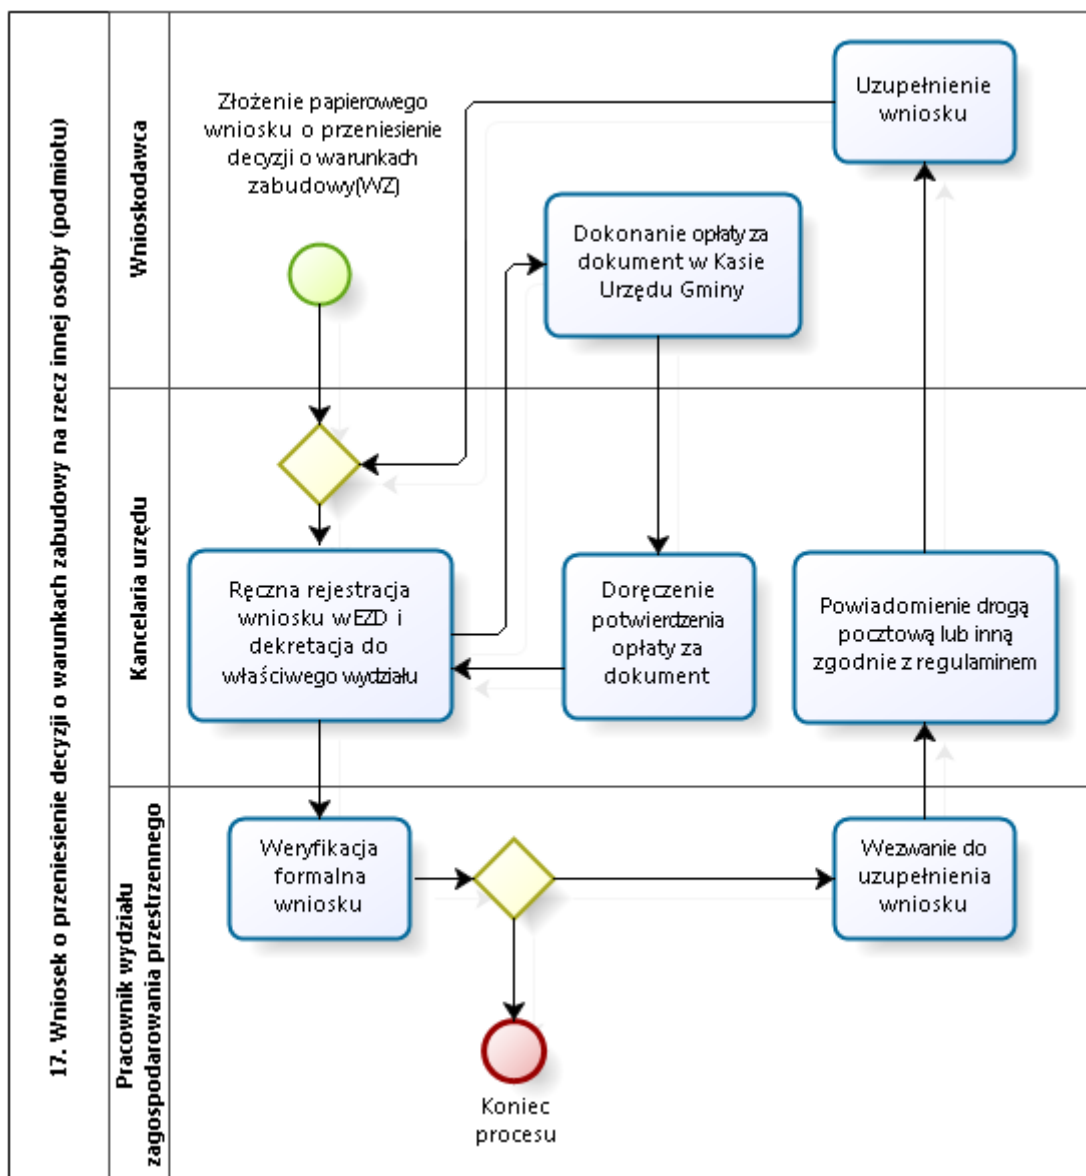 17. Wniosek o przeniesienie decyzji o warunkach zabudowy na rzecz innej osoby (podmiotu)
Wnioskodawca
Złożenie papierowego
wniosku o przeniesienie
decyzji o warunkach
zabudowy(WZ)
Uzupełnienie
wniosku
Dokonanie opłaty za
dokument w Kasie
Urzędu Gminy
Kancelaria urzędu
Ręczna rejestracja
wniosku w EZD i
dekretacja do
właściwego wydziału
Doręczenie
potwierdzenia
opłaty za
dokument
Powiadomienie drogą
pocztową lub inną
zgodnie z regulaminem
Pracownik wydziału
zagospodarowania przestrzennego
Weryfikacja
formalna
wniosku
Wezwanie do
uzupełnienia
wniosku
Koniec
procesu